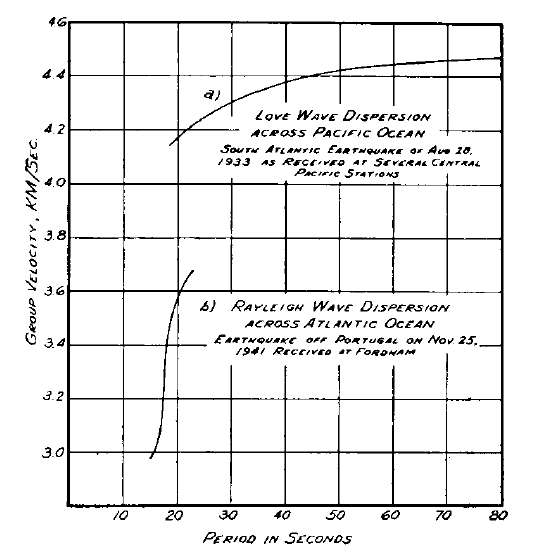 4.6
4.4
a)
LOVE WAVE DISPERSION
ACROSS PACIFIC OCEAN
4.2
SOUTH ATLANTIC EARTHQUAKE OF AUG 28,
1933 AS RECEIVED AT SEVERAL CENTRAL
PACIFIC STATIONS
4.0
3.8
GROUP VELOCITY, KM/SEC.
3.6
b) RAYLEIGH WAVE DISPERSION
ACROSS ATLANTIC OCEAN
EARTHQUAKE OFF PORTUGAL ON NOV 25,
1941 RECEIVED AT FORDHAM
3.4
3.2
3.0
10 20 30 40 50 60 70 80
PERIOD IN SECONDS